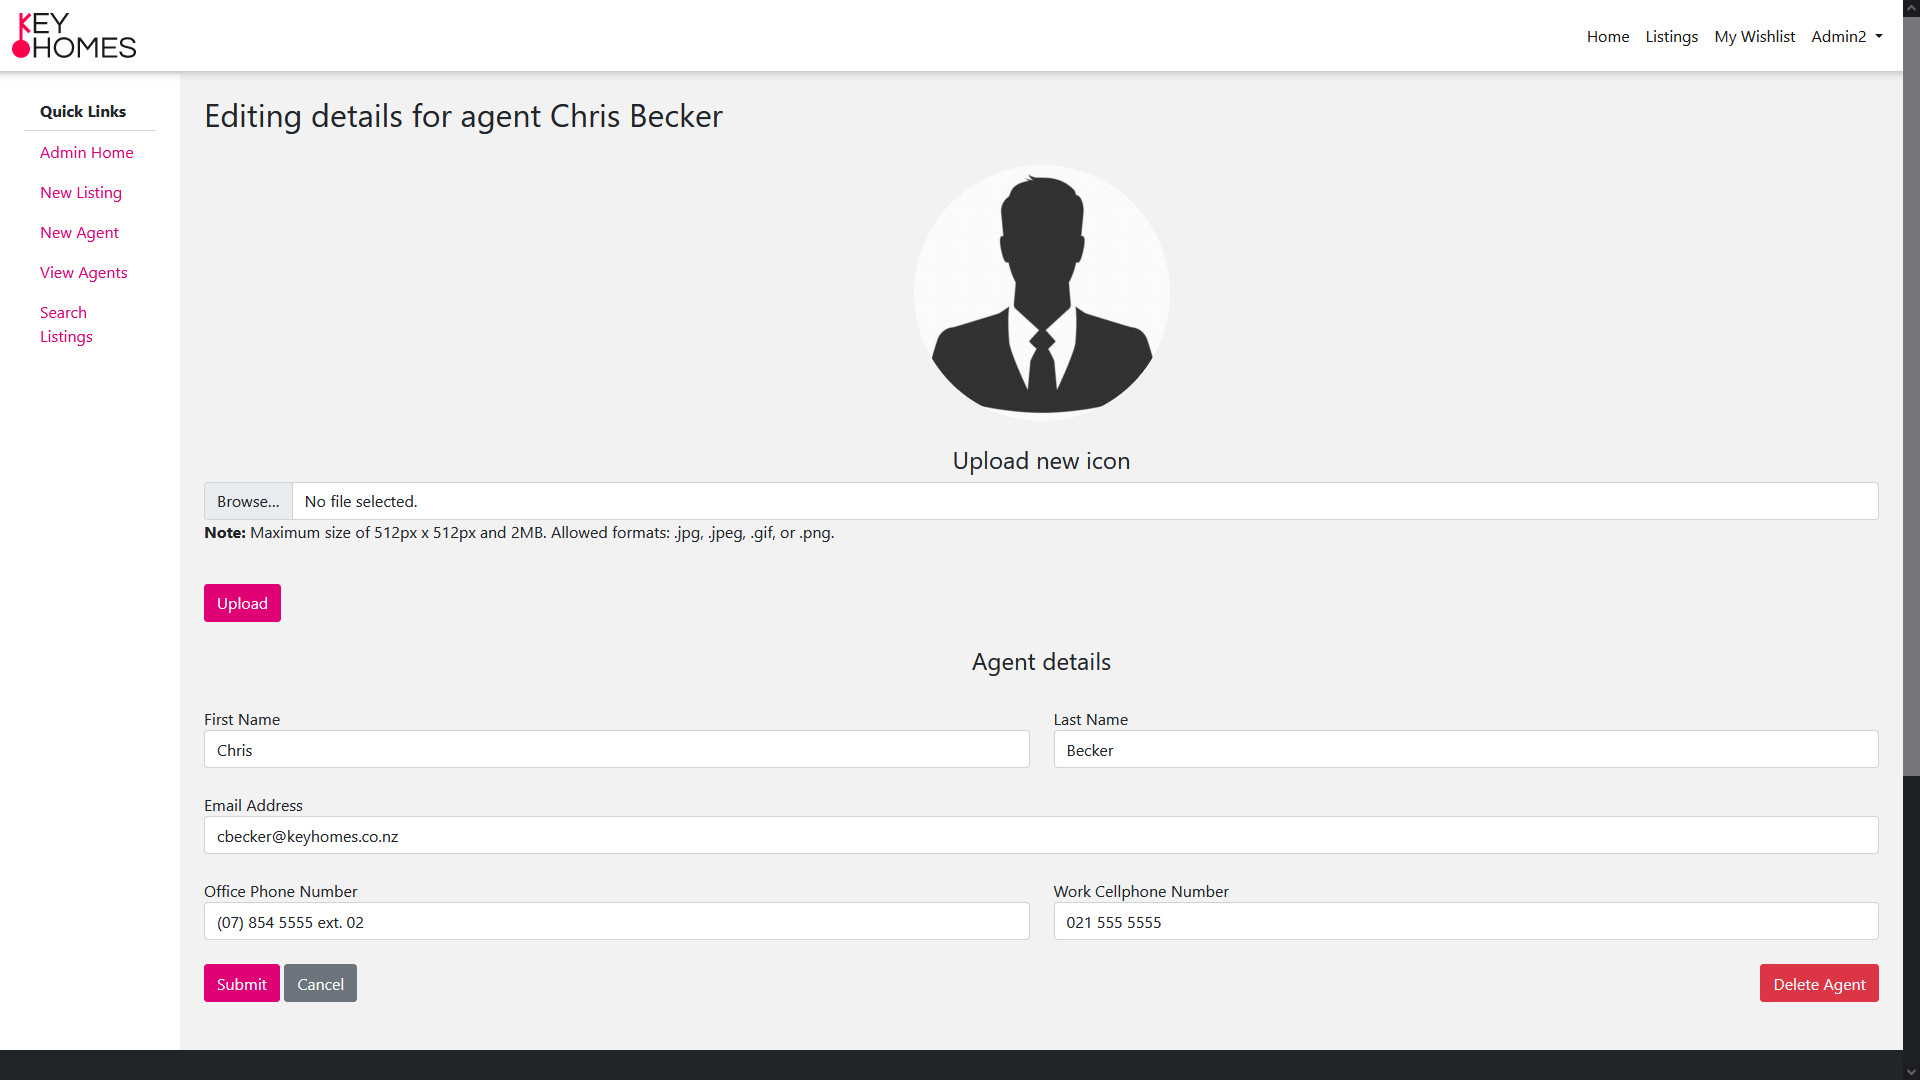 KEY
HOMES
Home Listings My Wishlist Admin2
Quick Links
Admin Home
New Listing
New Agent
View Agents
Search
Listings
Editing details for agent Chris Becker
Upload new icon
Browse... No file selected.
Note: Maximum size of 512px x 512px and 2MB. Allowed formats: .jpg, .jpeg, .gif, or .png.
Upload
Agent details
First Name Last Name
Chris Becker
Email Address
cbecker@keyhomes.co.nz
Office Phone Number Work Cellphone Number
(07) 854 5555 ext. 02 021 555 5555
Submit Cancel Delete Agent